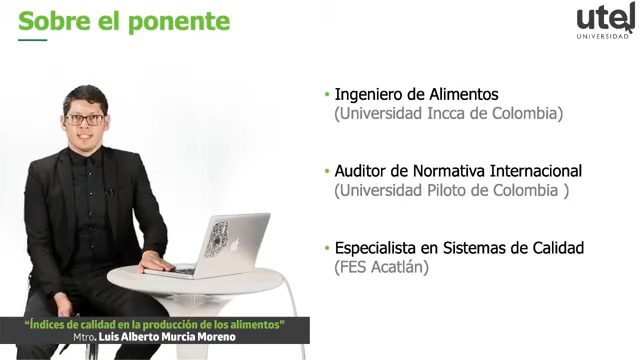 Sobre el ponente
utel
UNIVERSIDAD
• Ingeniero de Alimentos
(Universidad Incca de Colombia)
• Auditor de Normativa Internacional
(Universidad Piloto de Colombia )
• Especialista en Sistemas de Calidad
(FES Acatlán)
“Índices de calidad en la producción de los alimentos”
Mtro. Luis Alberto Murcia Moreno